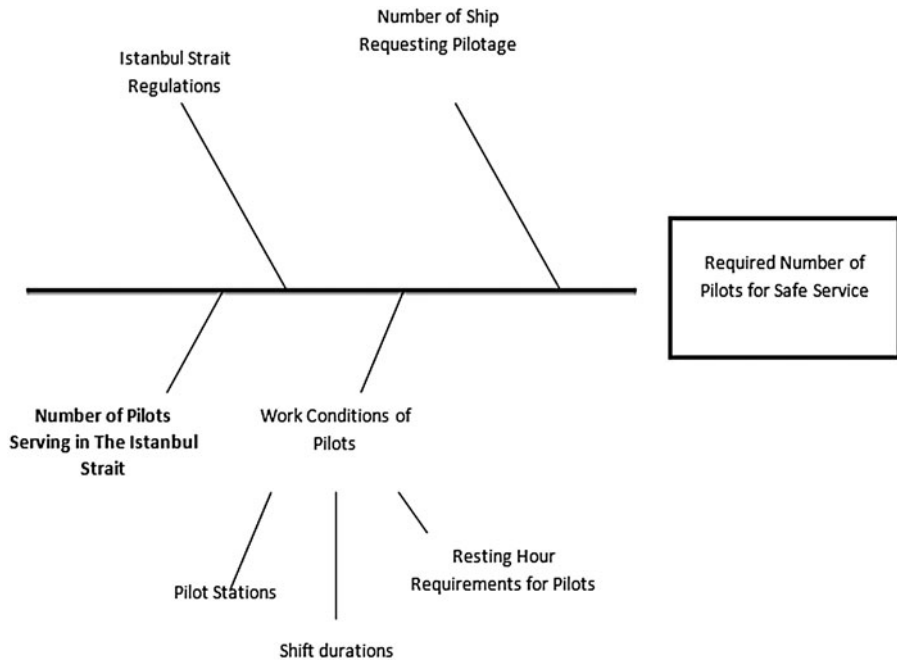 Number of Ship
Requesting Pilotage
Istanbul Strait
Regulations
Required Number of
Pilots for Safe Service
Number of Pilots
Serving in The Istanbul
Strait
Work Conditions of
Pilots
Resting Hour
Requirements for Pilots
Pilot Stations
Shift durations